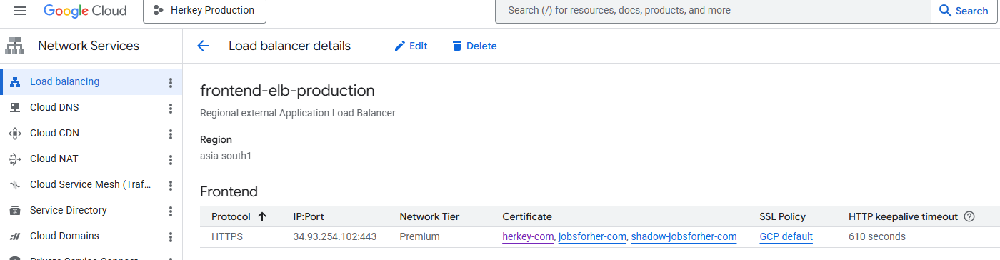 Google Cloud
Herkey Production
Search (/) for resources, docs, products, and more
Search
Network Services
Load balancer details
Edit
Delete
Load balancing
Cloud DNS
Cloud CDN
Cloud NAT
Cloud Service Mesh (Traf...
Service Directory
Cloud Domains
Private Service Connect
frontend-elb-production
Regional external Application Load Balancer
Region
asia-south1
Frontend
Protocol IP:Port Network Tier Certificate SSL Policy HTTP keepalive timeout
HTTPS 34.93.254.102:443 Premium herkey-com, jobsforher-com, shadow-jobsforher-com GCP default 610 seconds